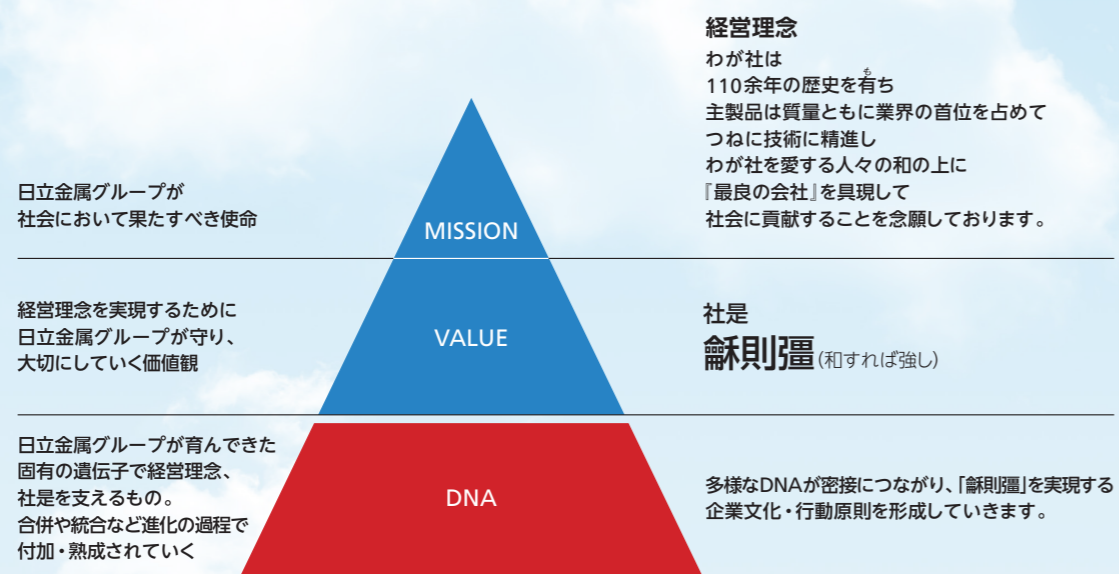 経営理念
わが社は
110余年の歴史を有ち
も
主製品は質量ともに業界の首位を占めて
つねに技術に精進し
わが社を愛する人々の和の上に
『最良の会社』を具現して
社会に貢献することを念願しております。
日立金属グループが
社会において果たすべき使命
MISSION
経営理念を実現するために
日立金属グループが守り、
大切にしていく価値観
VALUE
社是
龢則彊(和すれば強し)
日立金属グループが育んできた
固有の遺伝子で経営理念、
社是を支えるもの。
合併や統合など進化の過程で
付加・熟成されていく
DNA
多様なDNAが密接につながり、「龢則彊」を実現する
企業文化・行動原則を形成していきます。